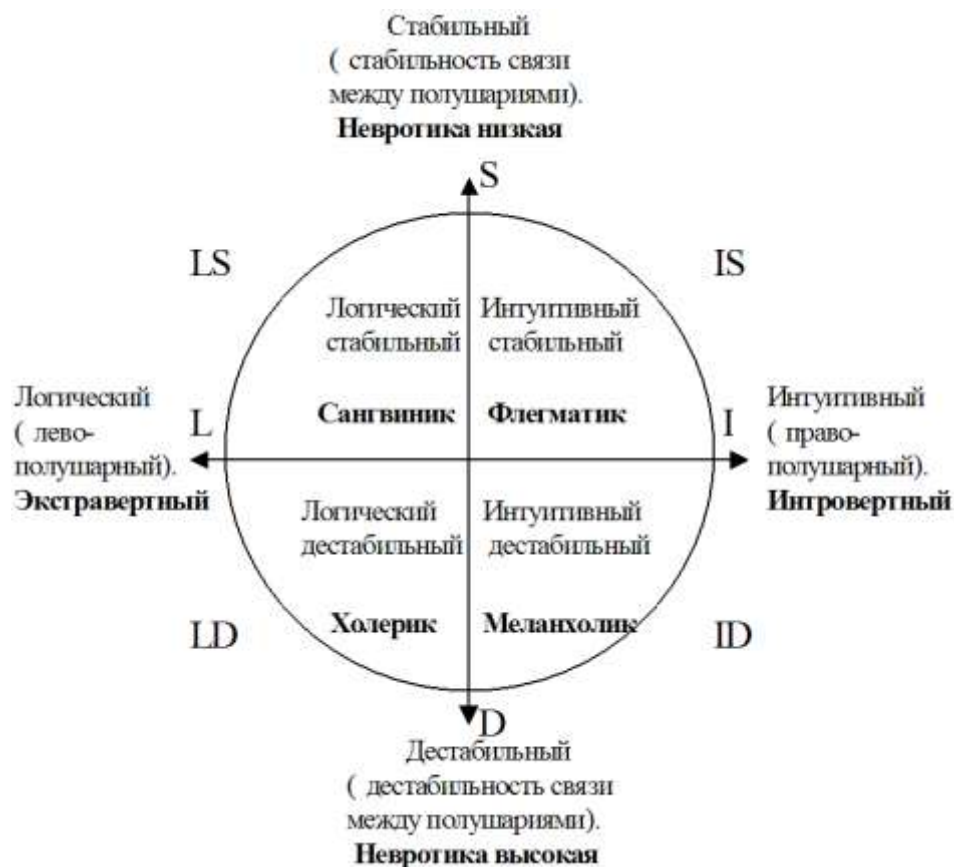 Стабильный
( стабильность связи
между полушариями).
Невротика низкая
S
LS
IS
Логический
стабильный
Интуитивный
стабильный
Сангвиник
Флегматик
Логический
( лево-
полушарный).
Экстравертный
L
I
Интуитивный
( право-
полушарный).
Интровертный
Логический
дестабильный
Интуитивный
дестабильный
Холерик
Меланхолик
LD
ID
D
Дестабильный
( дестабильность связи
между полушариями).
Невротика высокая